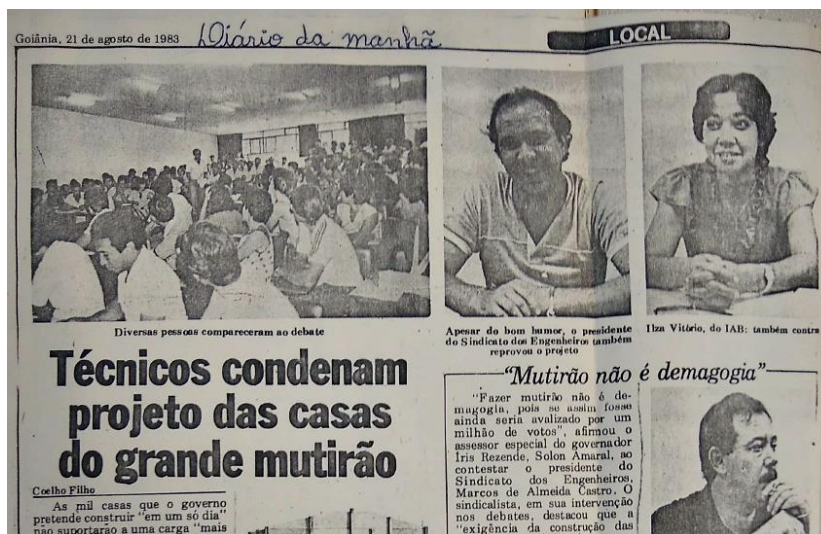 Goiânia, 21 de agosto de 1983
Diário da manhã
LOCAL
Diversas pessoas compareceram ao debate
Apesar do bom humor, o presidente
do Sindicato dos Engenheiros também
reprovou o projeto
Ilza Vitório, do IAB: também contra
Técnicos condenam
projeto das casas
do grande mutirão
Coelho Filho
As mil casas que o governo
pretende construir "em um só dia"
não suportarão a uma carga "mais
"Mutirão não é demagogia"
"Fazer mutirão não é de-
magogia, pois se assim fosse
ainda seria avalizado por um
milhão de votos", afirmou o
assessor especial do governador
Iris Rezende, Solon Amaral, ao
contestar o presidente do
Sindicato dos Engenheiros,
Marcos de Almeida Castro. O
sindicalista, em sua intervenção
nos debates, destacou que a
"exigência da construção das